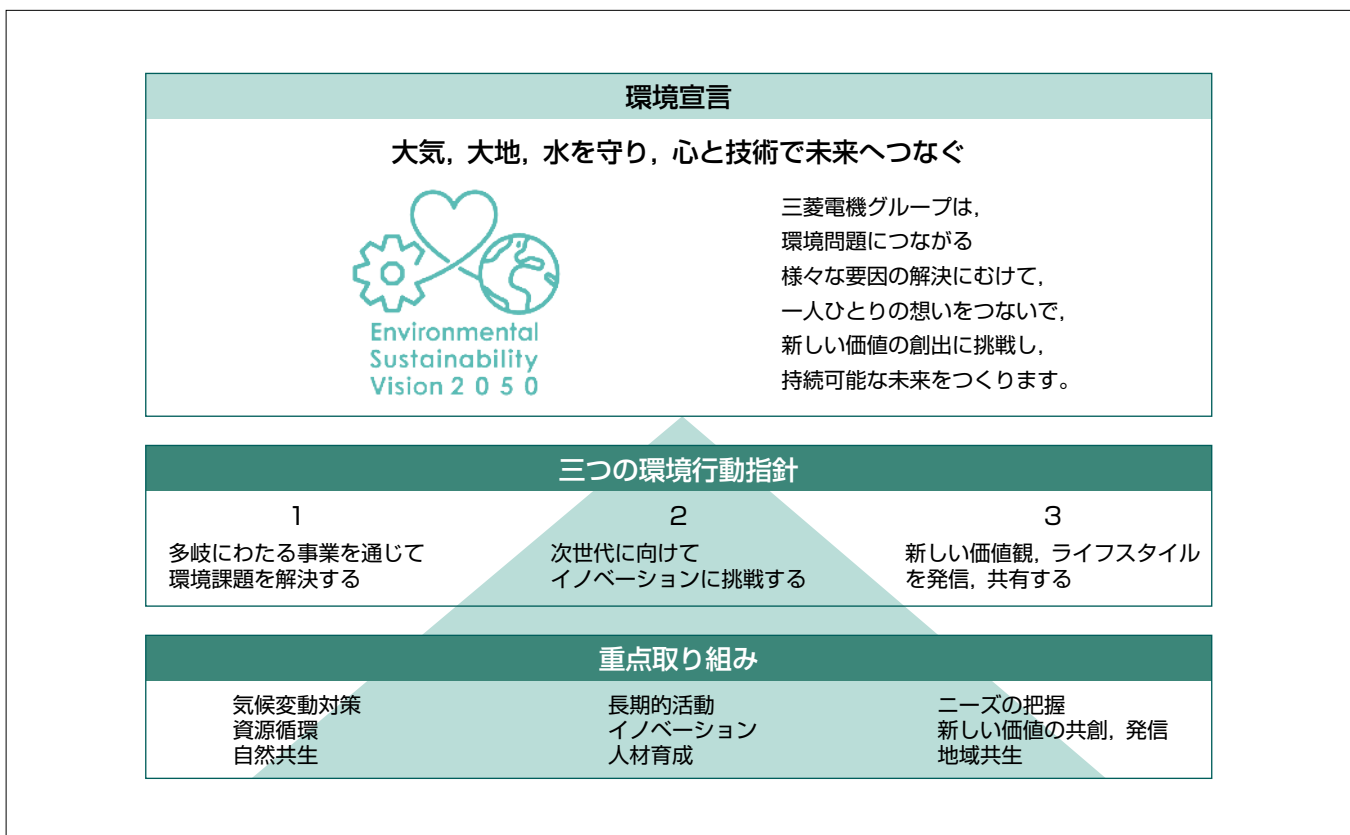 環境宣言
大気，大地，水を守り，心と技術で未来へつなぐ
Environmental
Sustainability
Vision 2 0 5 0
三菱電機グループは，
環境問題につながる
様々な要因の解決にむけて，
一人ひとりの想いをつないで，
新しい価値の創出に挑戦し，
持続可能な未来をつくります。
三つの環境行動指針
1
多岐にわたる事業を通じて
環境課題を解決する
2
次世代に向けて
イノベーションに挑戦する
3
新しい価値観，ライフスタイル
を発信，共有する
重点取り組み
気候変動対策
資源循環
自然共生
長期的活動
イノベーション
人材育成
ニーズの把握
新しい価値の共創，発信
地域共生